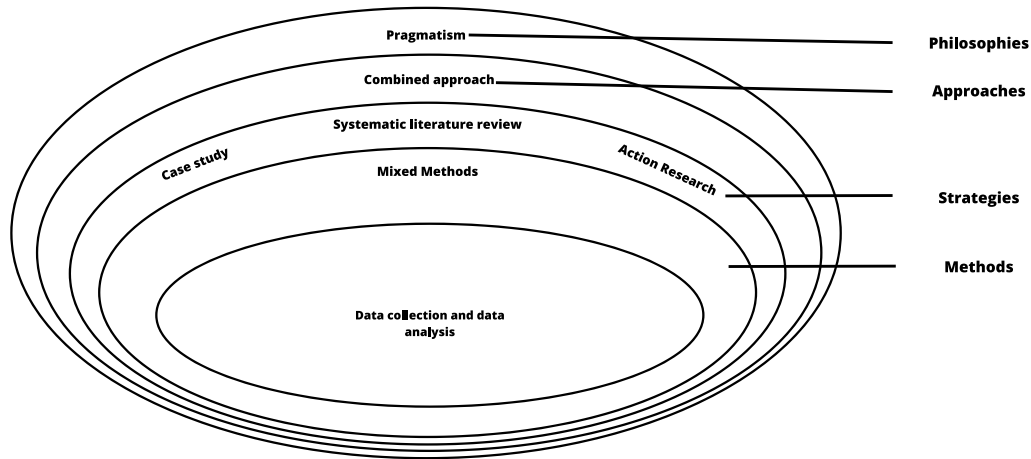 Pragmatism
Philosophies
Combined approach
Approaches
Systematic literature review
Case study
Action Research
Mixed Methods
Strategies
Methods
Data collection and data
analysis